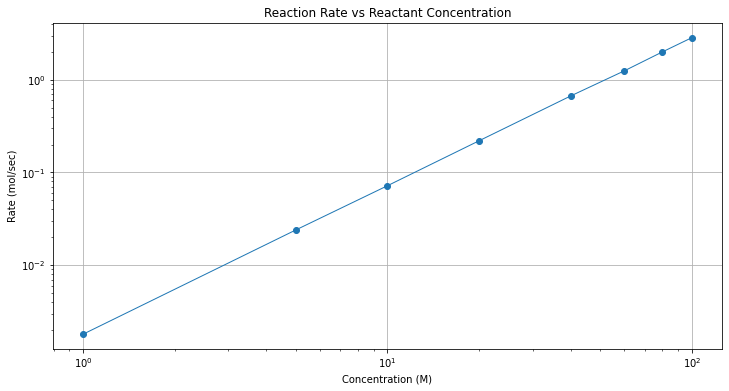 Reaction Rate vs Reactant Concentration
Rate (mol/sec)
10⁰
10⁻¹
10⁻²
10⁰
10¹
10²
Concentration (M)